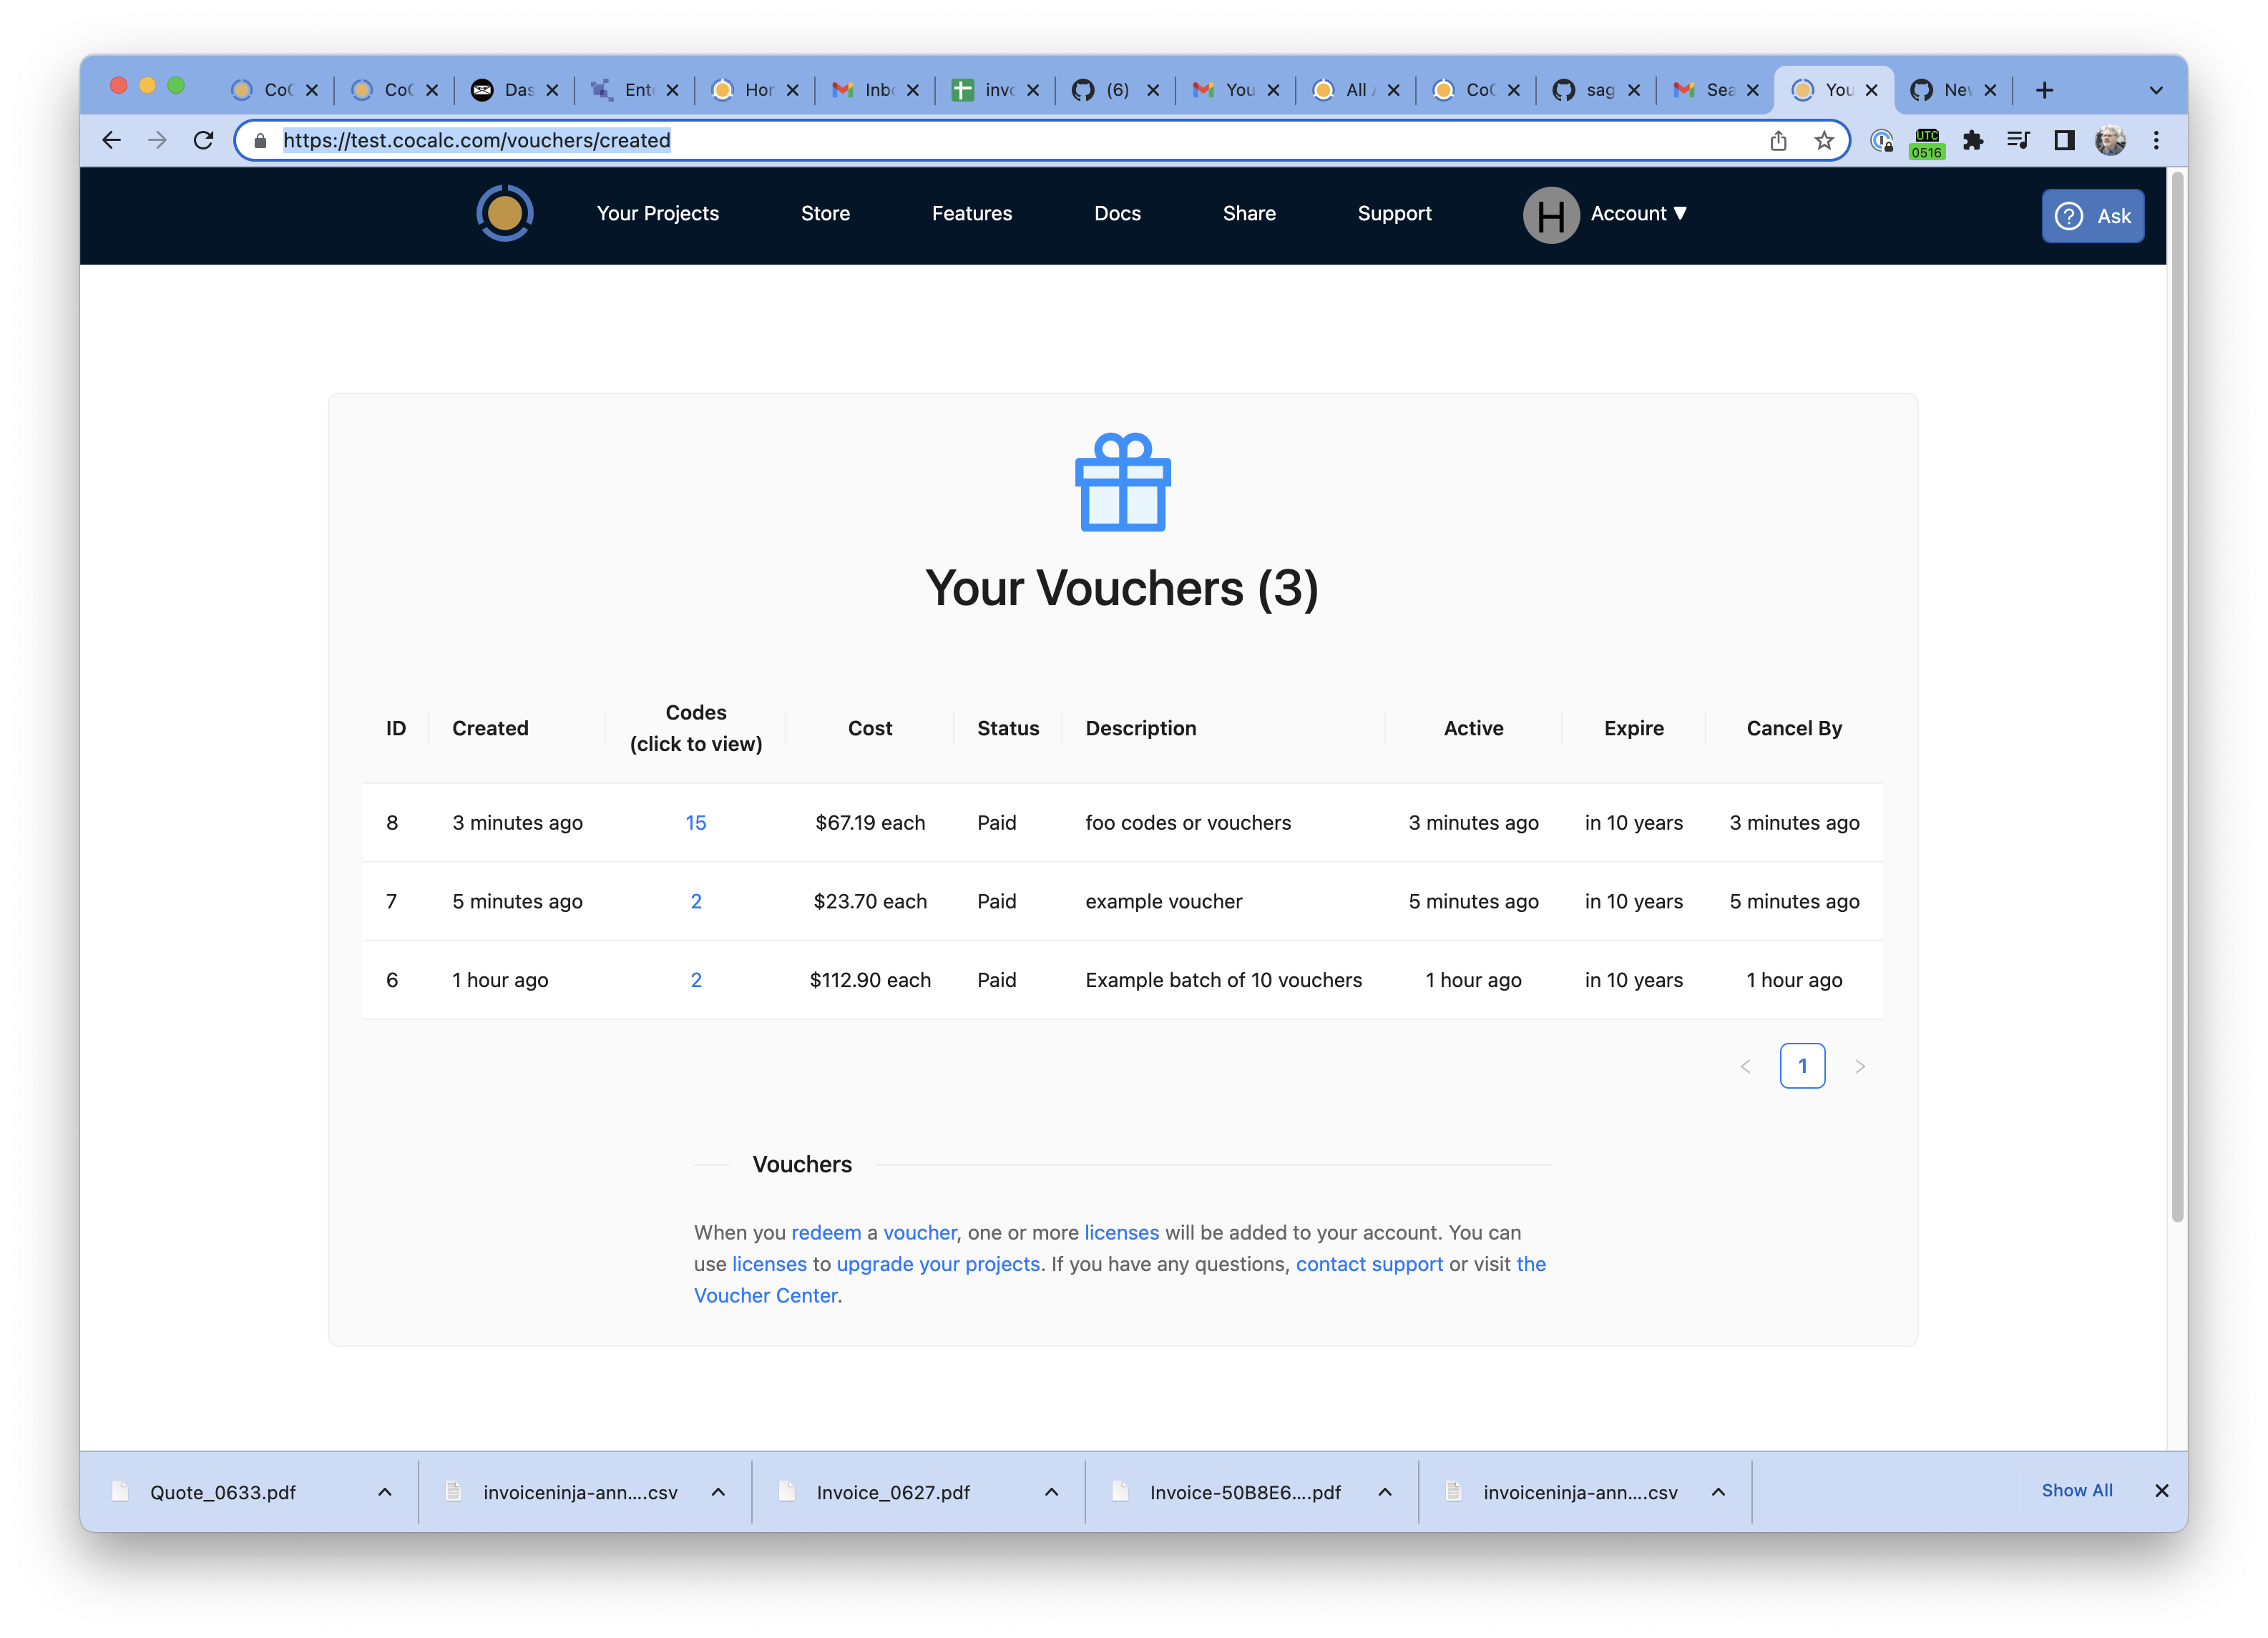 CoC
CoC
Das
Ent
Hor
Inbo
invo
(6)
You
All
CoC
sag
Sea
You
Nev
https://test.cocalc.com/vouchers/created
UTC
0516
Your Projects
Store
Features
Docs
Share
Support
H
Account ▼
? Ask
Your Vouchers (3)
ID
Created
Codes
(click to view)
Cost
Status
Description
Active
Expire
Cancel By
8 3 minutes ago 15 $67.19 each Paid foo codes or vouchers 3 minutes ago in 10 years 3 minutes ago
7 5 minutes ago 2 $23.70 each Paid example voucher 5 minutes ago in 10 years 5 minutes ago
6 1 hour ago 2 $112.90 each Paid Example batch of 10 vouchers 1 hour ago in 10 years 1 hour ago
< 1 >
Vouchers
When you redeem a voucher, one or more licenses will be added to your account. You can
use licenses to upgrade your projects. If you have any questions, contact support or visit the
Voucher Center.
Quote_0633.pdf
invoiceninja-ann....csv
Invoice_0627.pdf
Invoice-50B8E6....pdf
invoiceninja-ann....csv
Show All